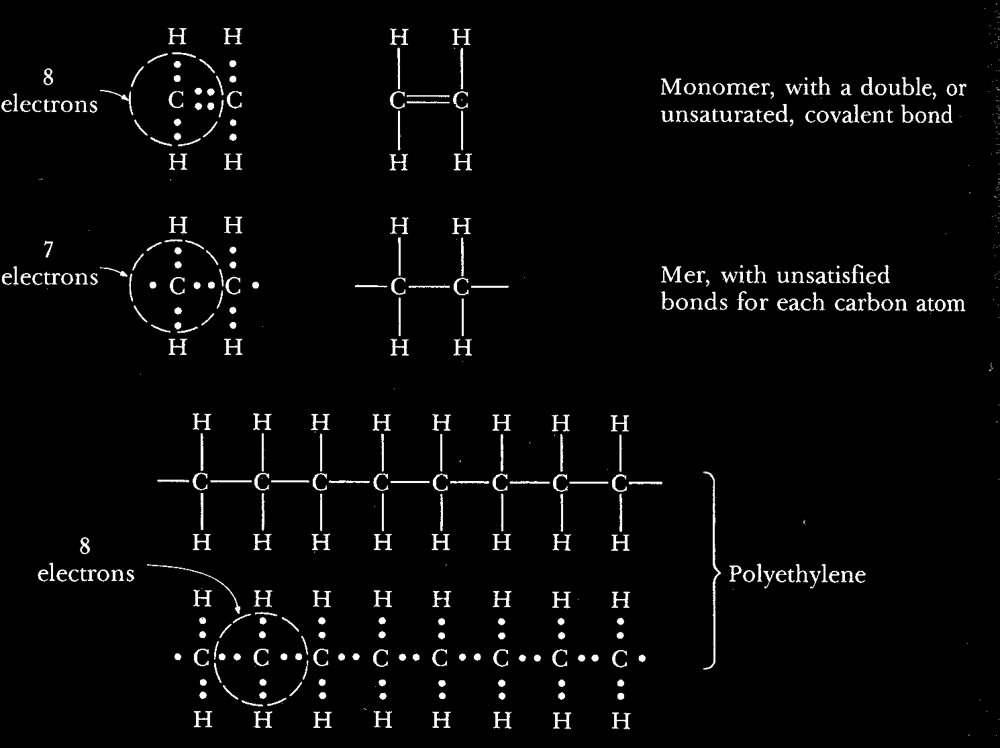 H H
8
electrons
C C
H H
H H
C C
H H
Monomer, with a double, or
unsaturated, covalent bond
H H
7
electrons
C C
H H
H H
C C
H H
Mer, with unsatisfied
bonds for each carbon atom
H H H H H H H H
C C C C C C C C
H H H H H H H H
8
electrons
H H H H H H H H
C C C C C C C C
H H H H H H H H
Polyethylene